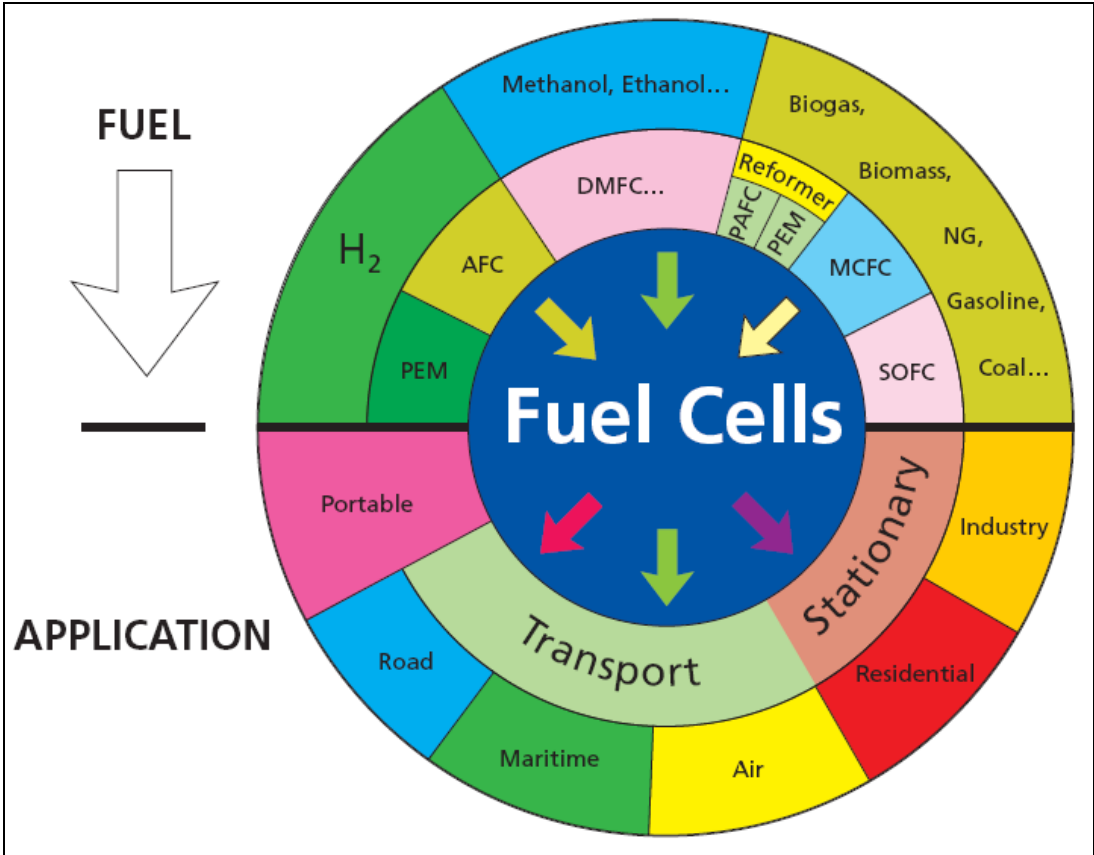 FUEL
Methanol, Ethanol...
Biogas,
Biomass,
NG,
Gasoline,
Coal...
H₂
DMFC...
Reformer
PAFC
PEM
AFC
MCFC
PEM
SOFC
Fuel Cells
APPLICATION
Portable
Stationary
Industry
Transport
Road
Residential
Maritime
Air